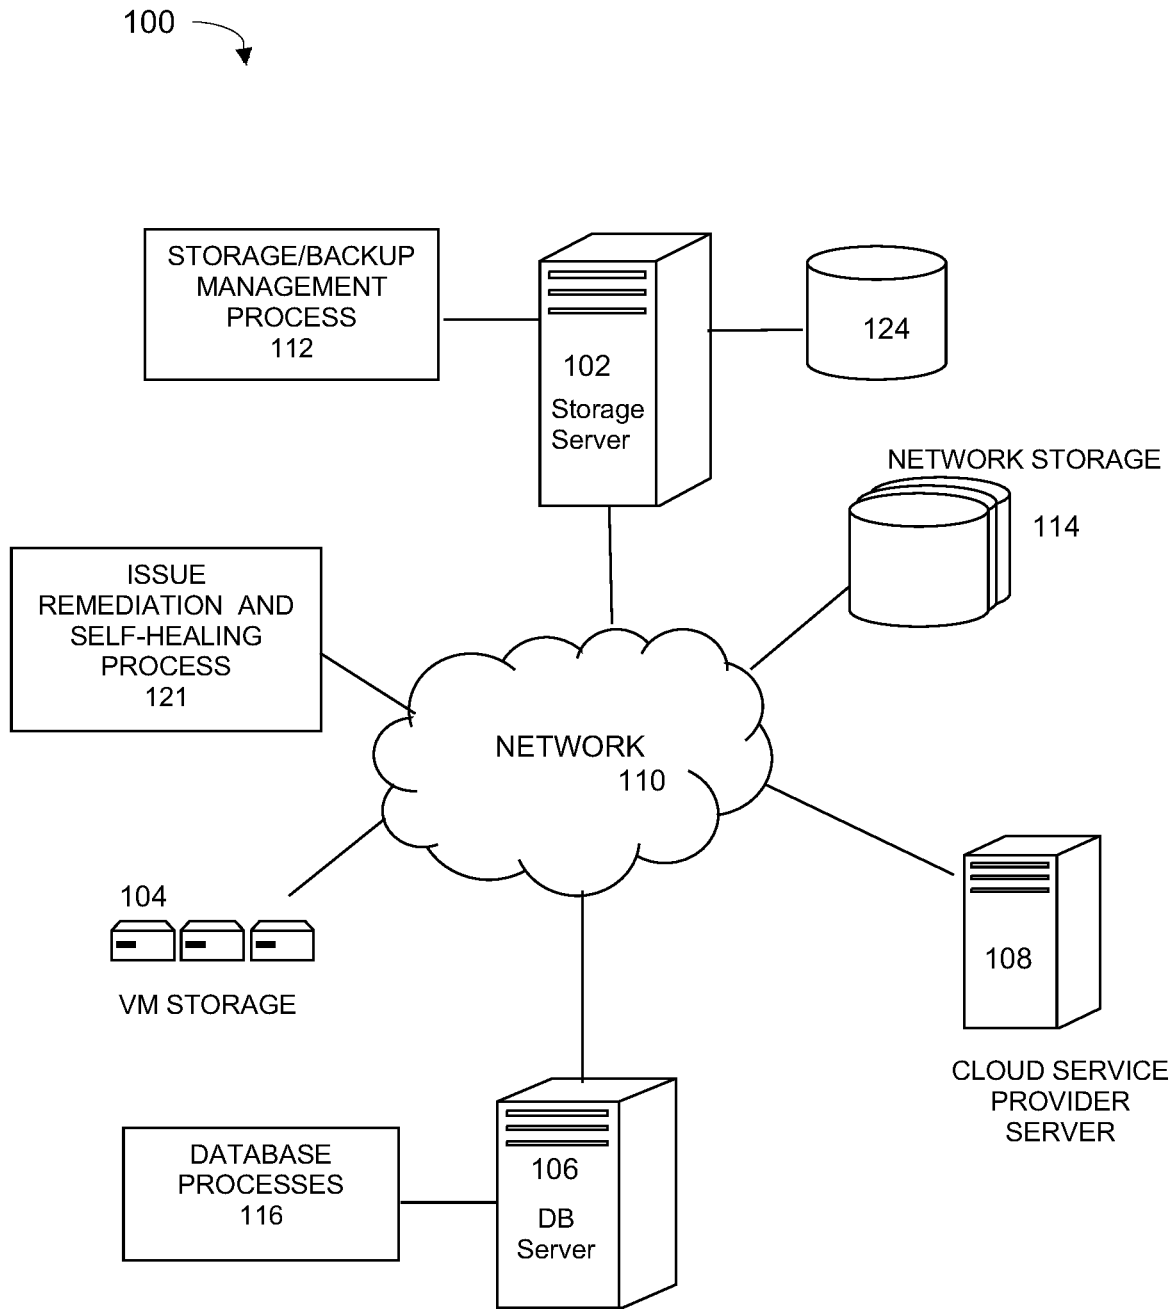 100
STORAGE/BACKUP
MANAGEMENT
PROCESS
112
102
Storage
Server
124
NETWORK STORAGE
114
ISSUE
REMEDIATION AND
SELF-HEALING
PROCESS
121
NETWORK
110
104
VM STORAGE
108
CLOUD SERVICE
PROVIDER
SERVER
DATABASE
PROCESSES
116
106
DB
Server